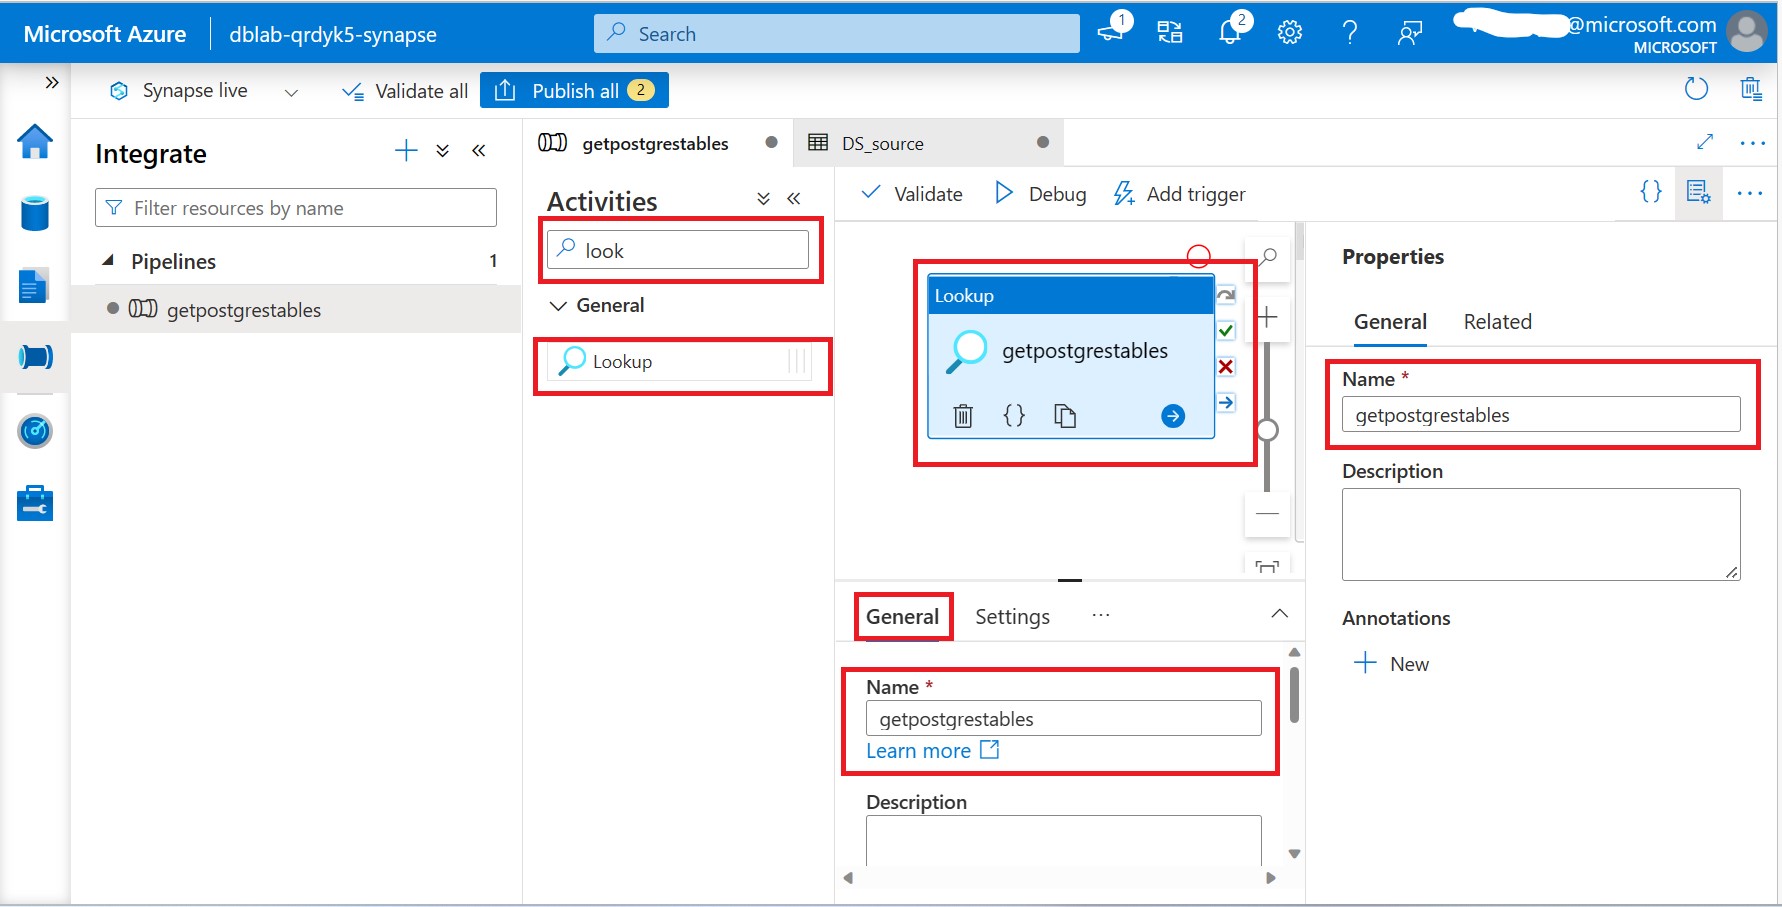 Microsoft Azure
dblab-qrdyk5-synapse
Search
1
2
@microsoft.com
MICROSOFT
Synapse live
Validate all
Publish all 2
Integrate
Filter resources by name
Pipelines 1
getpostgrestables
getpostgrestables
DS_source
Activities
look
General
Lookup
Validate
Debug
Add trigger
Lookup
getpostgrestables
General
Settings
Name *
getpostgrestables
Learn more
Description
Properties
General
Related
Name *
getpostgrestables
Description
Annotations
New